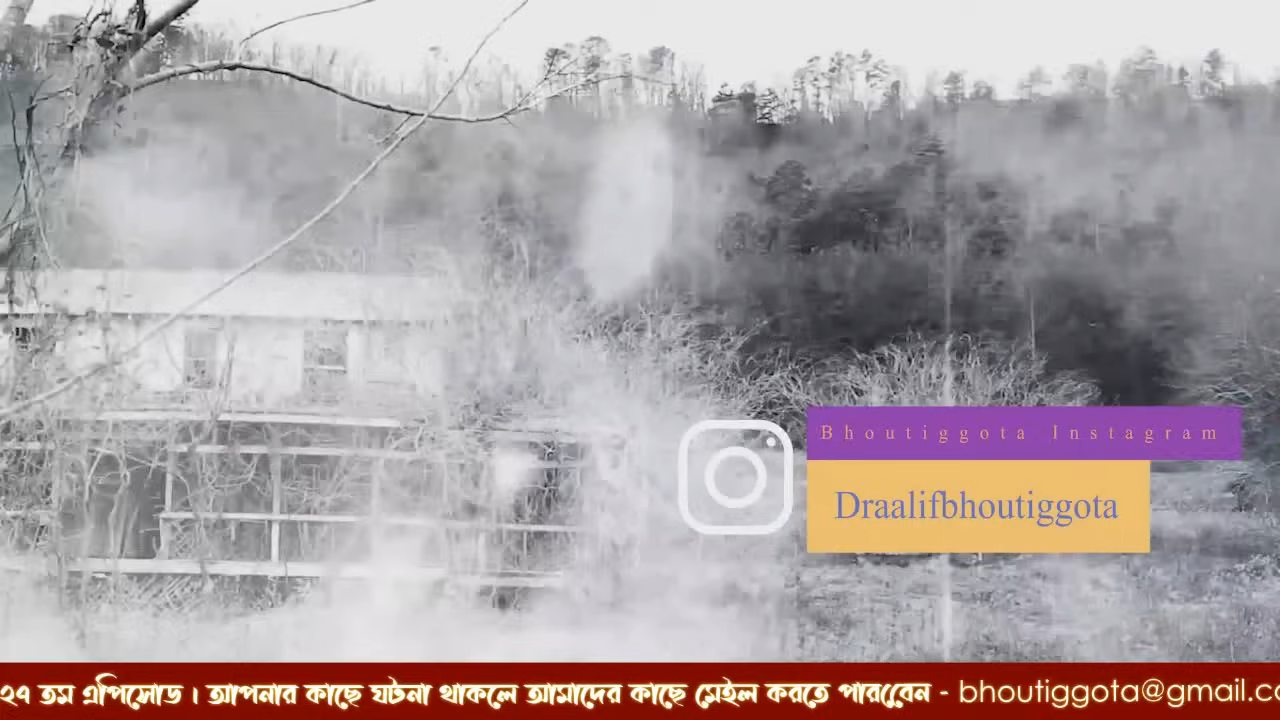 Bhoutiggota Instagram
Draalifbhoutiggota
২৭ তম এপিসোড । আপনার কাছে ঘটনা থাকলে আমাদের কাছে মেইল করতে পারবেন - bhoutiggota@gmail.co